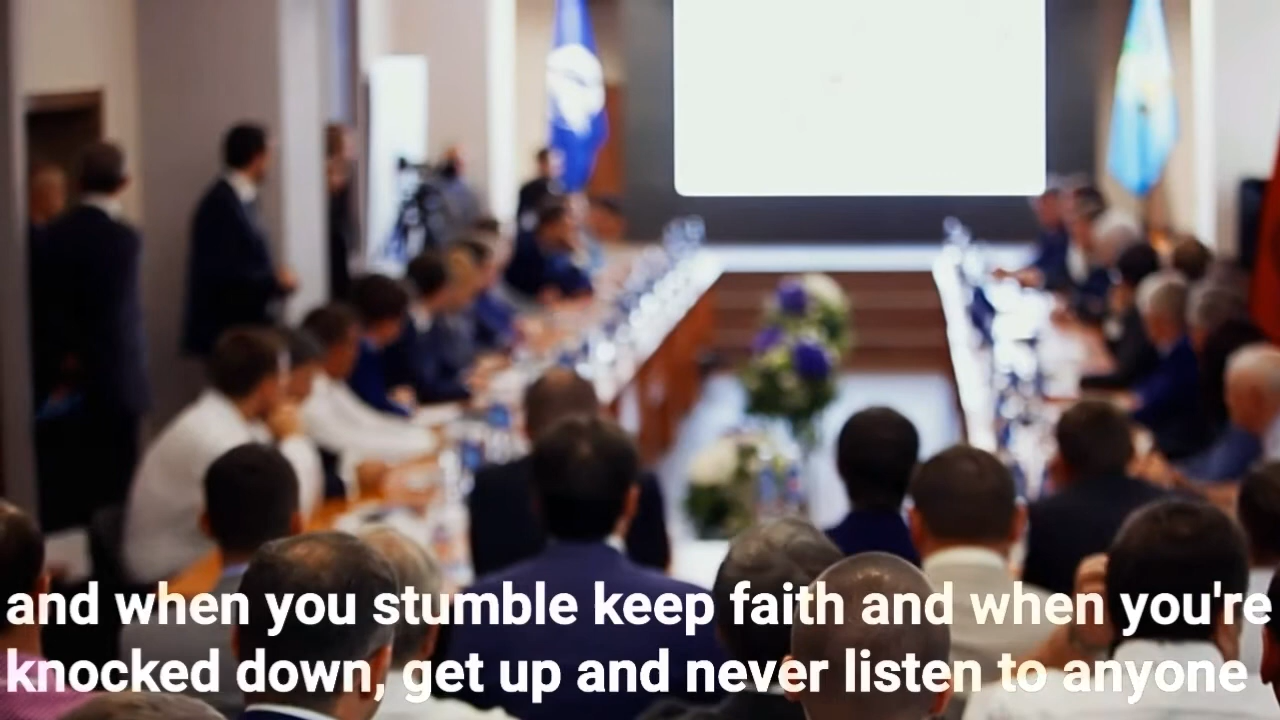 and when you stumble keep faith and when you're
knocked down, get up and never listen to anyone